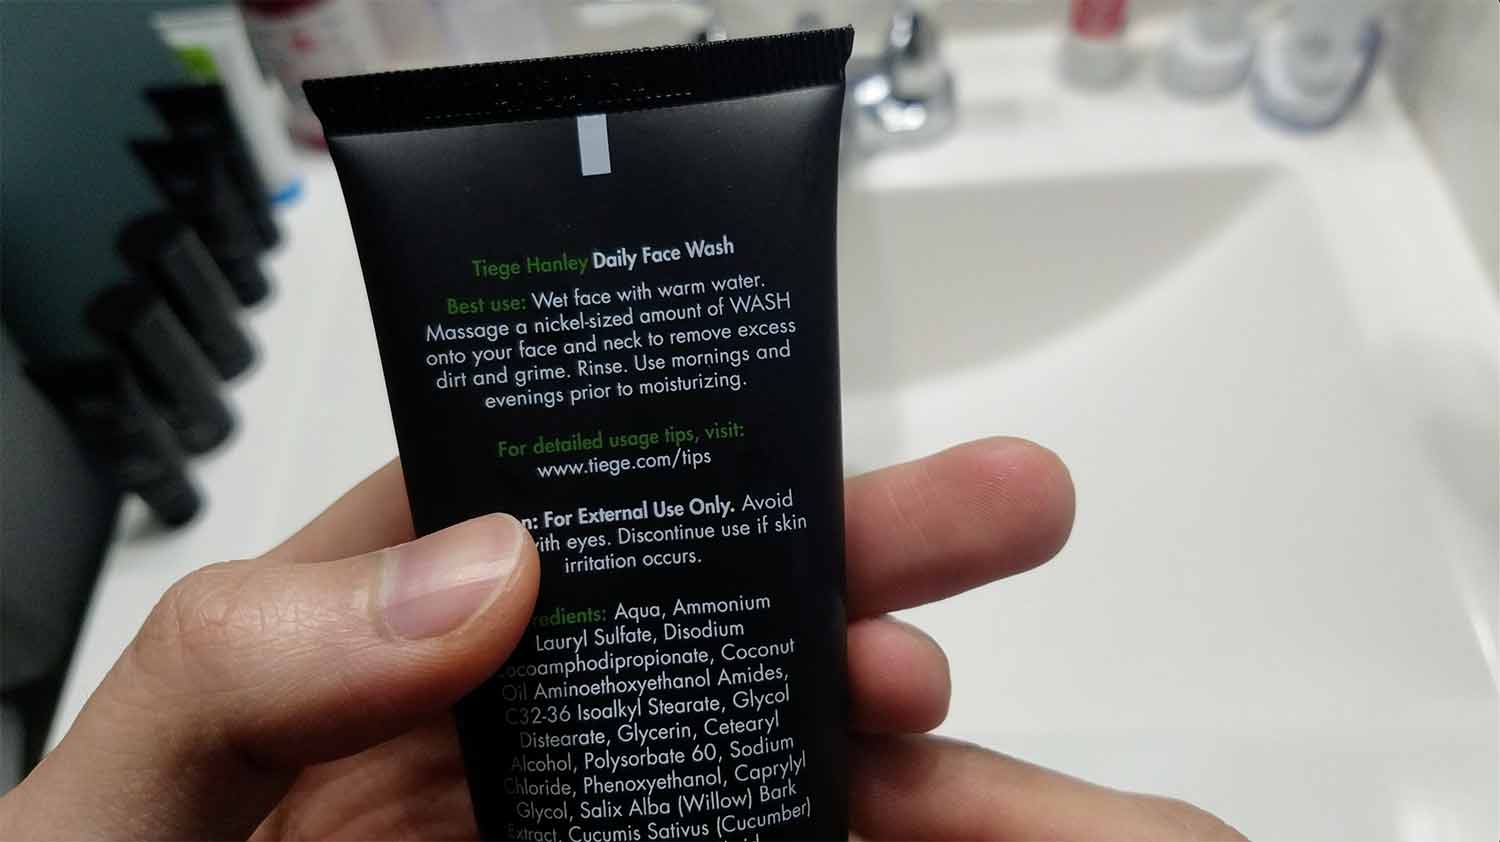 Tiege Hanley Daily Face Wash
Best use: Wet face with warm water.
Massage a nickel-sized amount of WASH
onto your face and neck to remove excess
dirt and grime. Rinse. Use mornings and
evenings prior to moisturizing.
For detailed usage tips, visit:
www.tiege.com/tips
n: For External Use Only. Avoid
with eyes. Discontinue use if skin
irritation occurs.
redients: Aqua, Ammonium
Lauryl Sulfate, Disodium
ocoamphodipropionate, Coconut
Oil Aminoethoxyethanol Amides,
C32-36 Isoalkyl Stearate, Glycol
Distearate, Glycerin, Cetearyl
Alcohol, Polysorbate 60, Sodium
Chloride, Phenoxyethanol, Caprylyl
Glycol, Salix Alba (Willow) Bark
Extract, Cucumis Sativus (Cucumber)